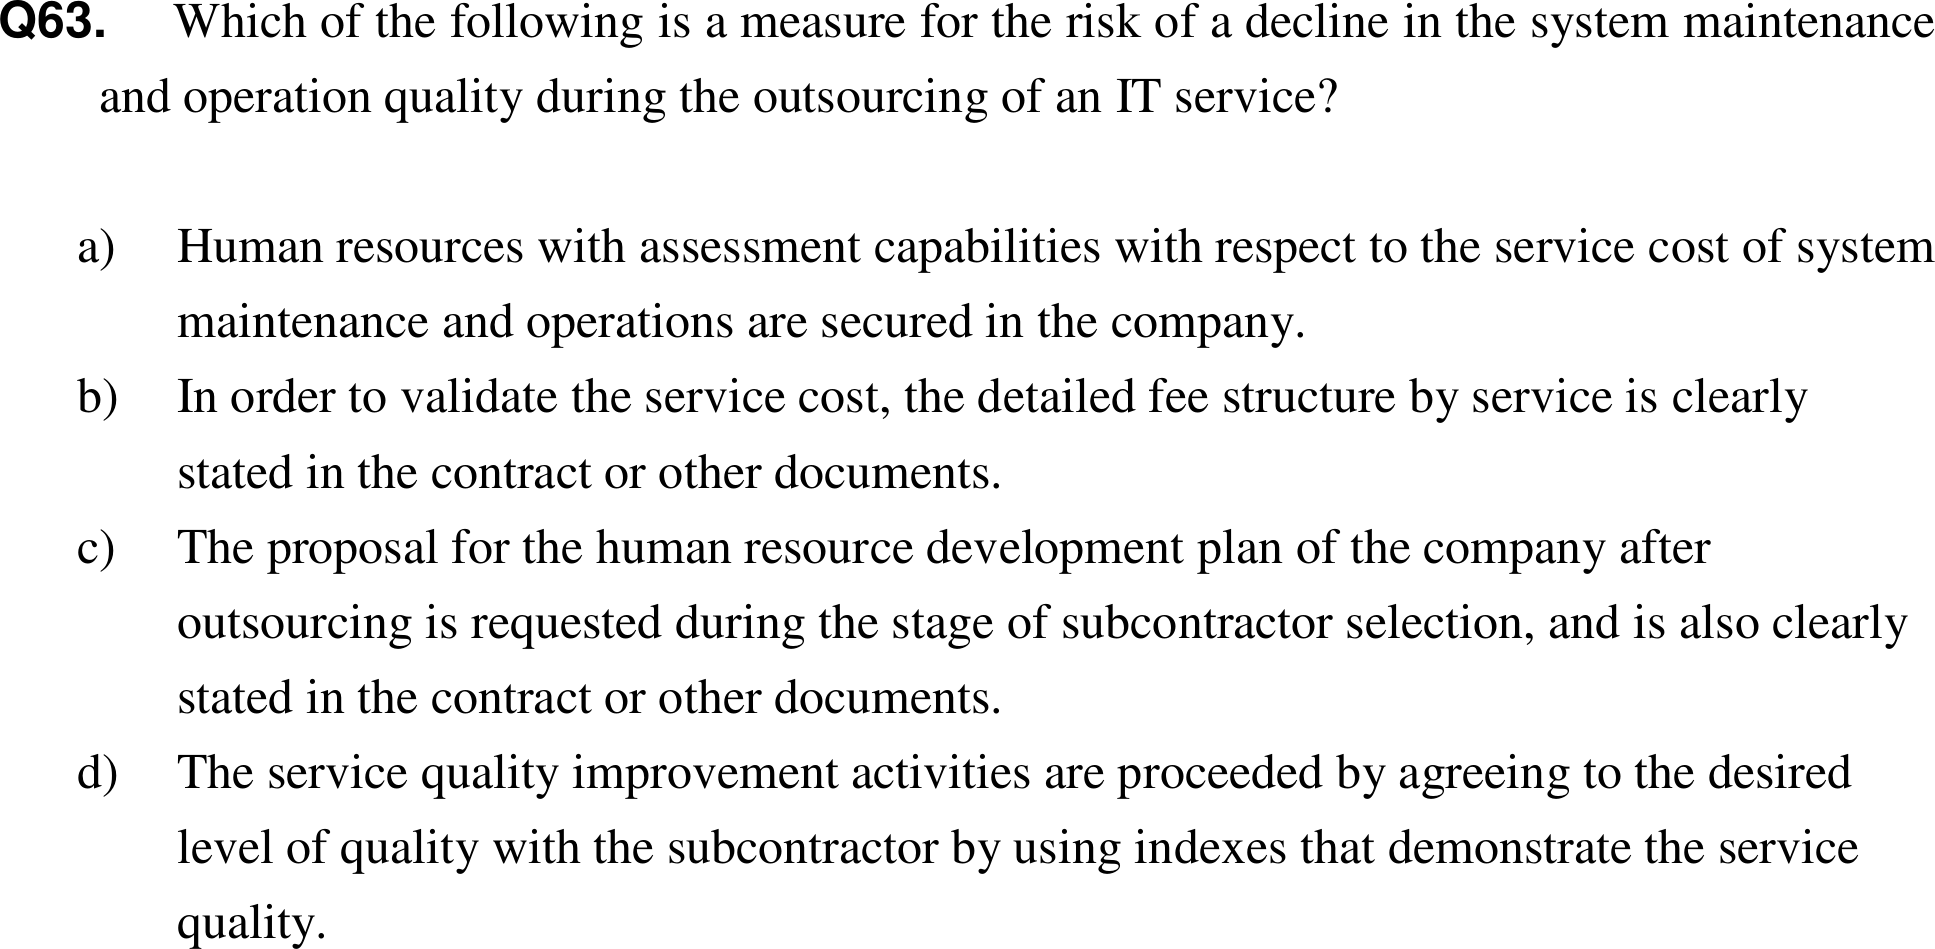 Q63. Which of the following is a measure for the risk of a decline in the system maintenance
and operation quality during the outsourcing of an IT service?
a) Human resources with assessment capabilities with respect to the service cost of system
maintenance and operations are secured in the company.
b) In order to validate the service cost, the detailed fee structure by service is clearly
stated in the contract or other documents.
c) The proposal for the human resource development plan of the company after
outsourcing is requested during the stage of subcontractor selection, and is also clearly
stated in the contract or other documents.
d) The service quality improvement activities are proceeded by agreeing to the desired
level of quality with the subcontractor by using indexes that demonstrate the service
quality.